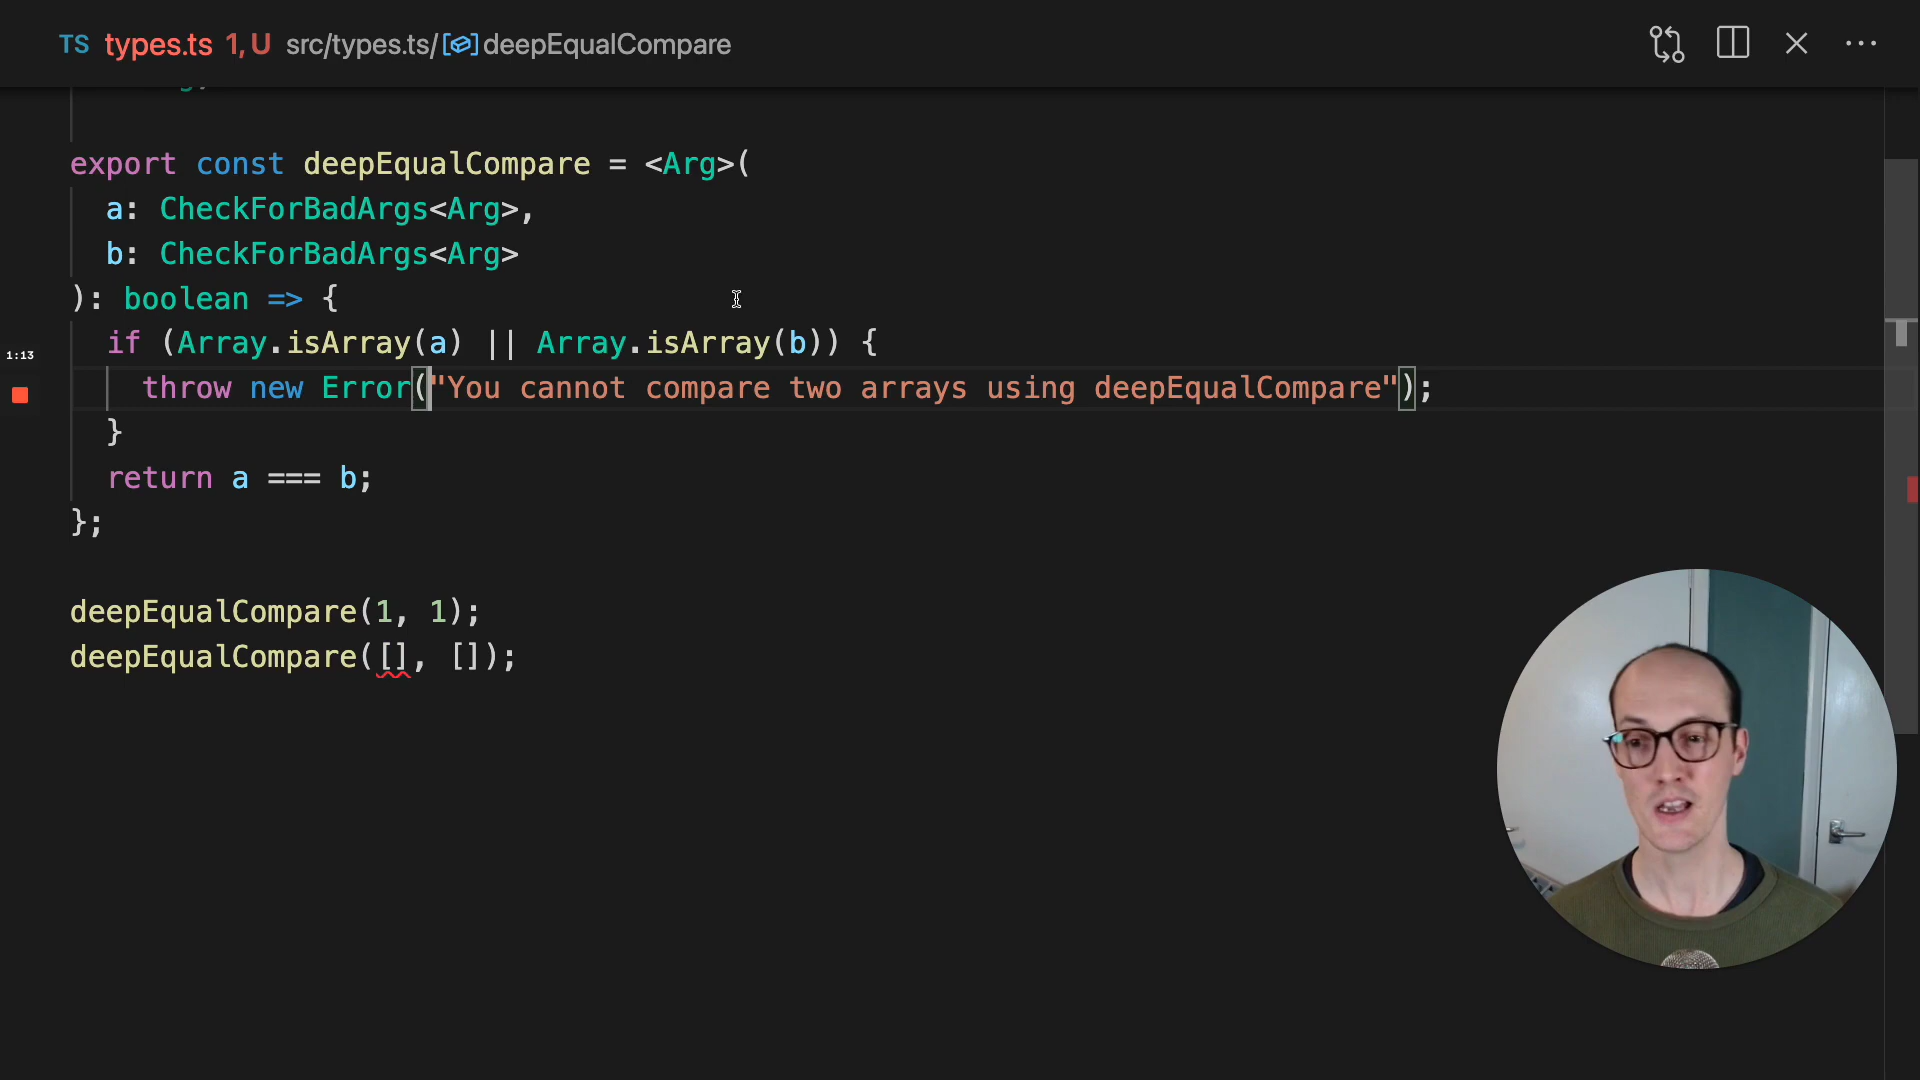 TS types.ts 1, U src/types.ts/deepEqualCompare
export const deepEqualCompare = <Arg>(
a: CheckForBadArgs<Arg>,
b: CheckForBadArgs<Arg>
): boolean => {
if (Array.isArray(a) || Array.isArray(b)) {
1:13
throw new Error("You cannot compare two arrays using deepEqualCompare");
}
return a === b;
};
deepEqualCompare(1, 1);
deepEqualCompare([], []);